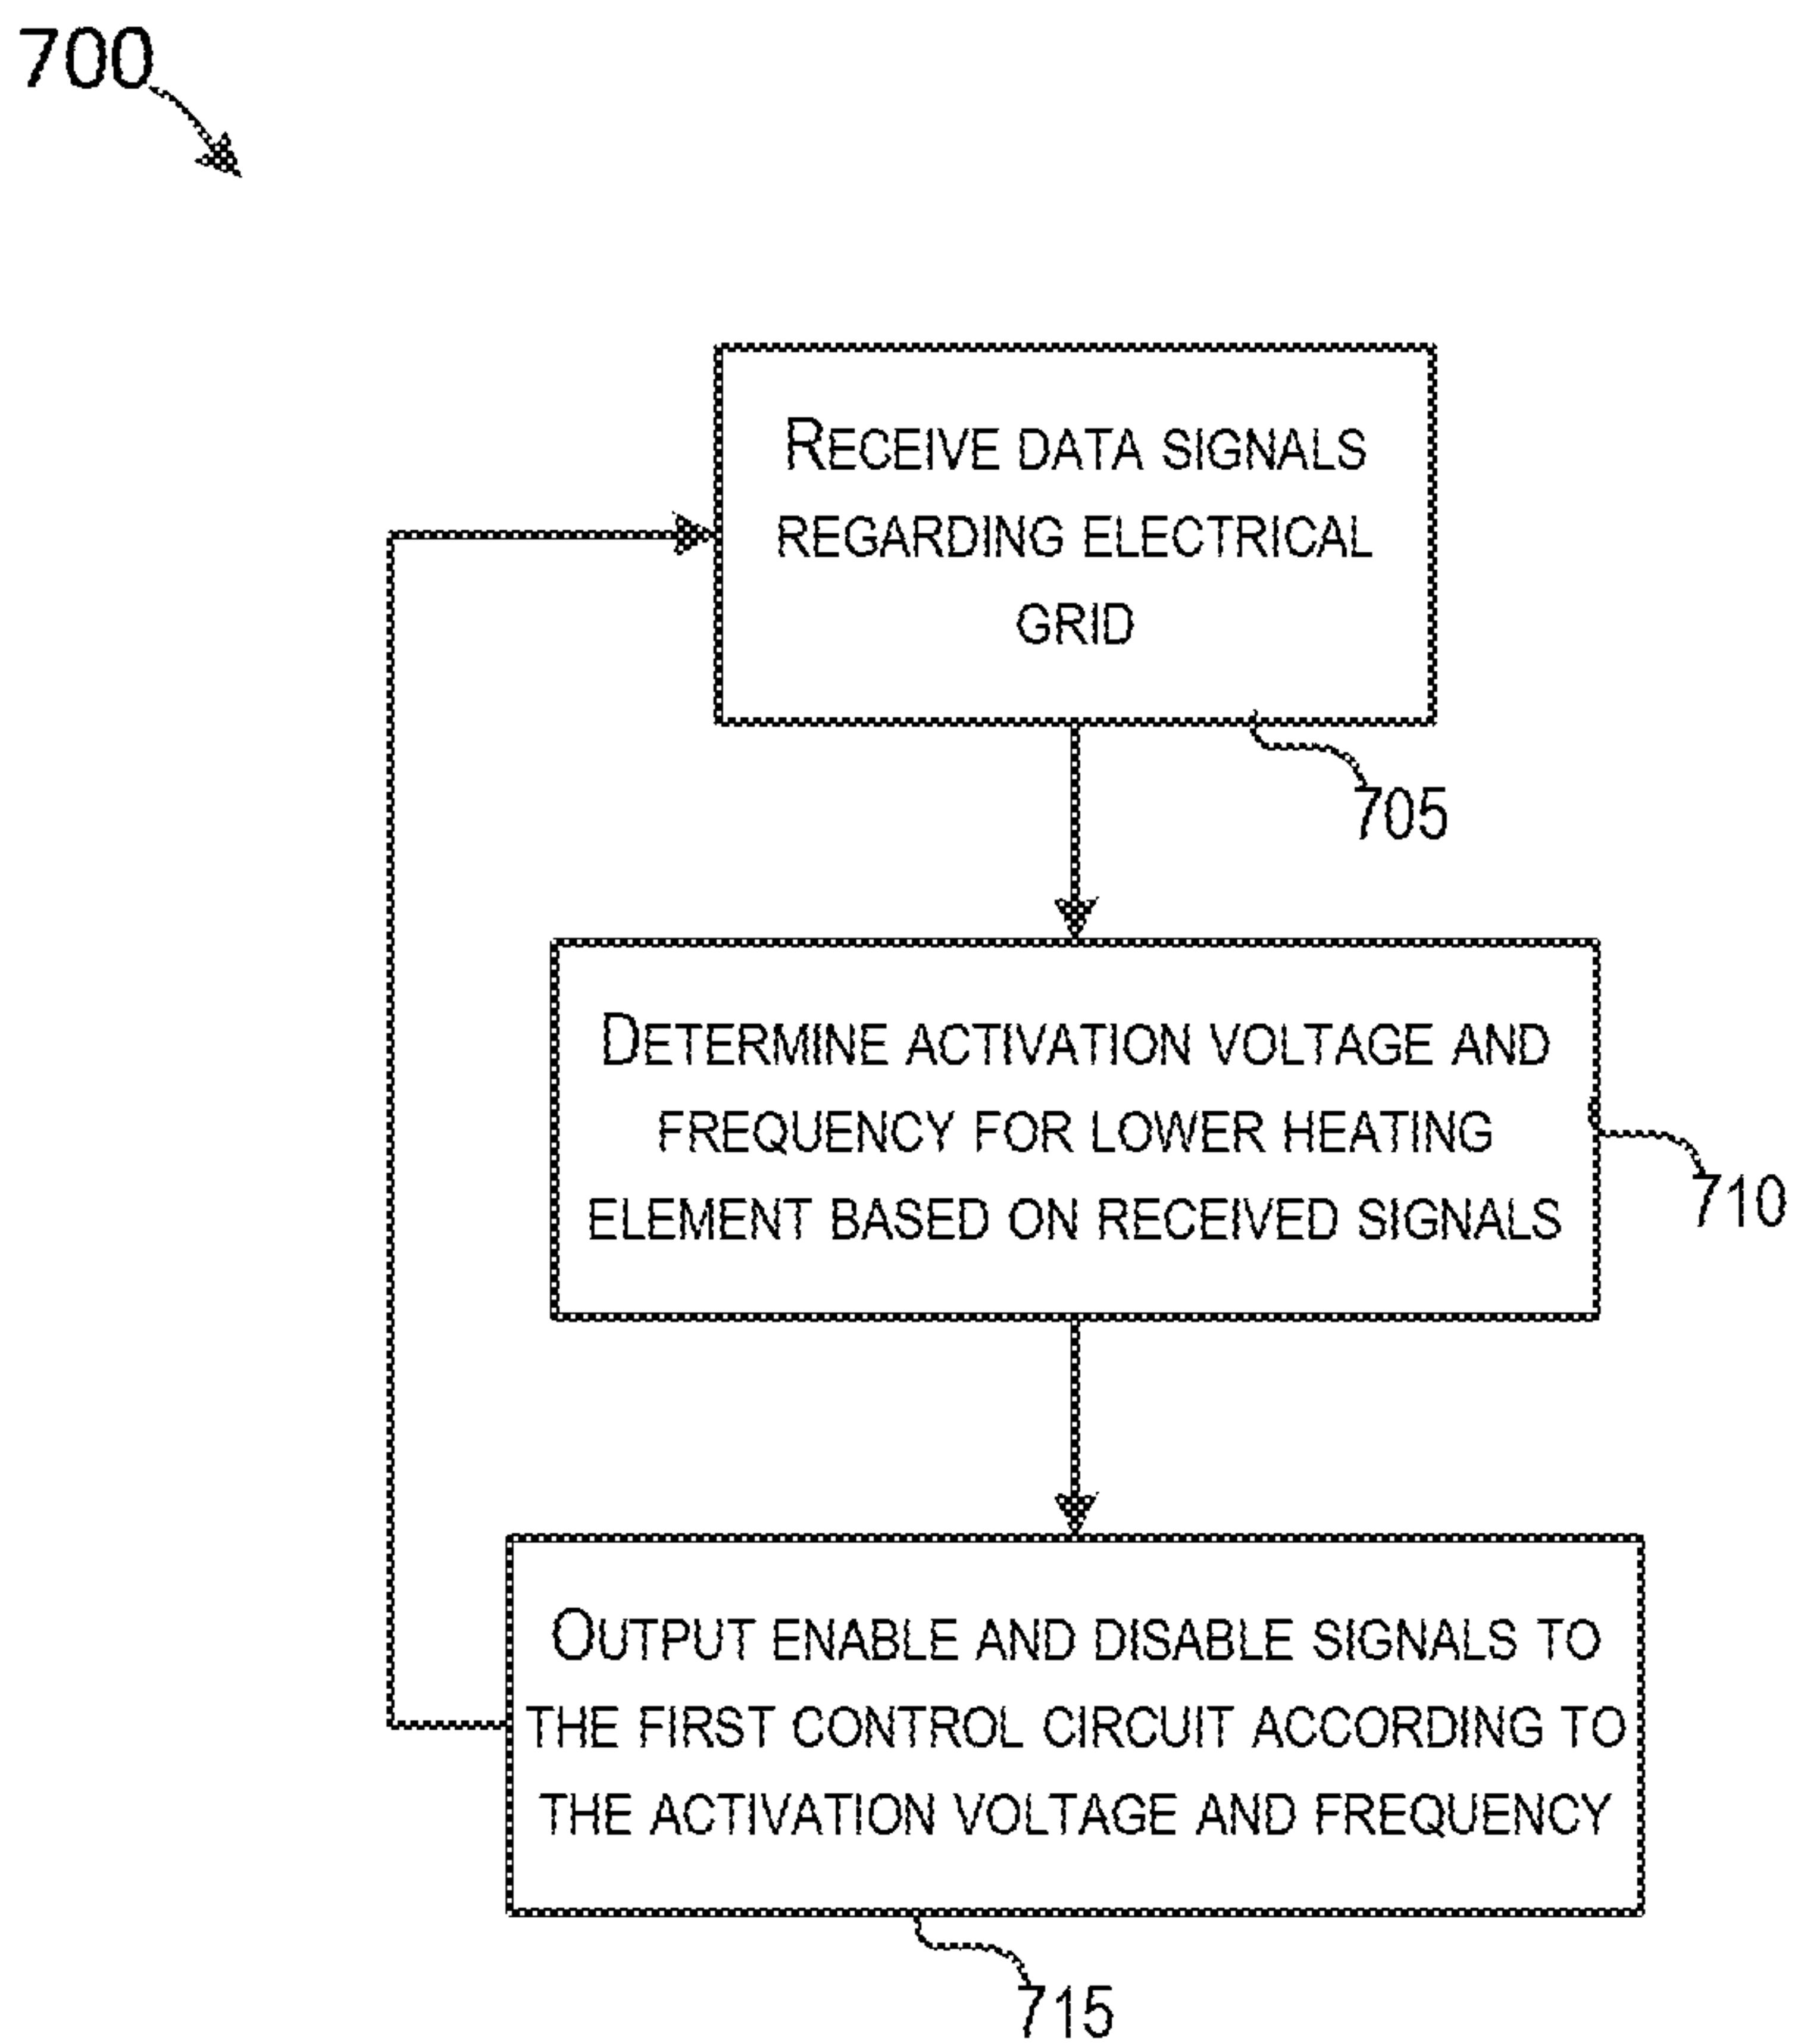 700
RECEIVE DATA SIGNALS
REGARDING ELECTRICAL
GRID
705
DETERMINE ACTIVATION VOLTAGE AND
FREQUENCY FOR LOWER HEATING
ELEMENT BASED ON RECEIVED SIGNALS
710
OUTPUT ENABLE AND DISABLE SIGNALS TO
THE FIRST CONTROL CIRCUIT ACCORDING TO
THE ACTIVATION VOLTAGE AND FREQUENCY
715